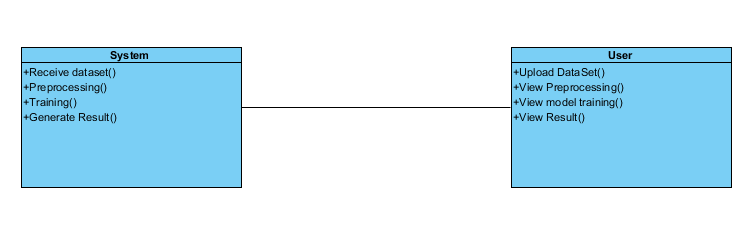 System
+Receive dataset()
+Preprocessing()
+Training()
+Generate Result()
User
+Upload DataSet()
+View Preprocessing()
+View model training()
+View Result()